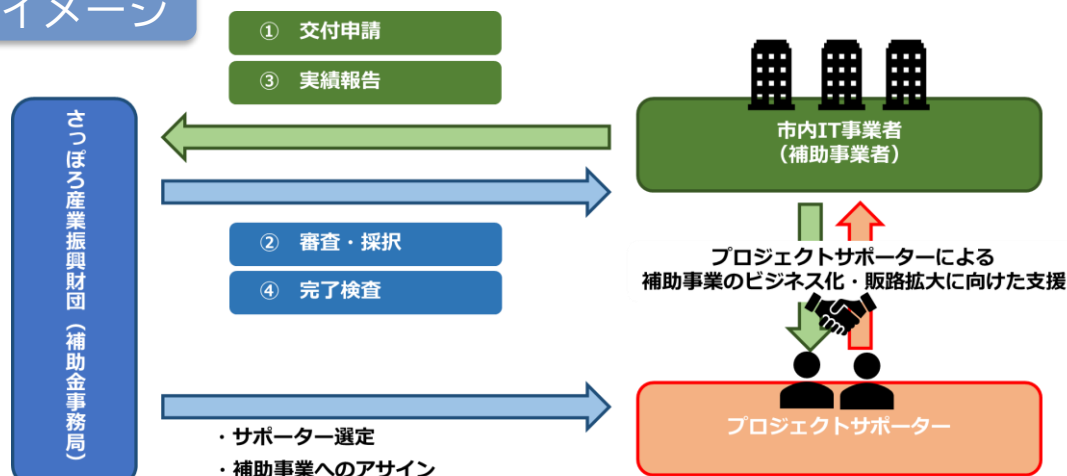 イメージ
① 交付申請
③ 実績報告
さっぽろ産業振興財団（補助金事務局）
市内IT事業者
（補助事業者）
② 審査・採択
④ 完了検査
プロジェクトサポーターによる
補助事業のビジネス化・販路拡大に向けた支援
プロジェクトサポーター
・サポーター選定
・補助事業へのアサイン